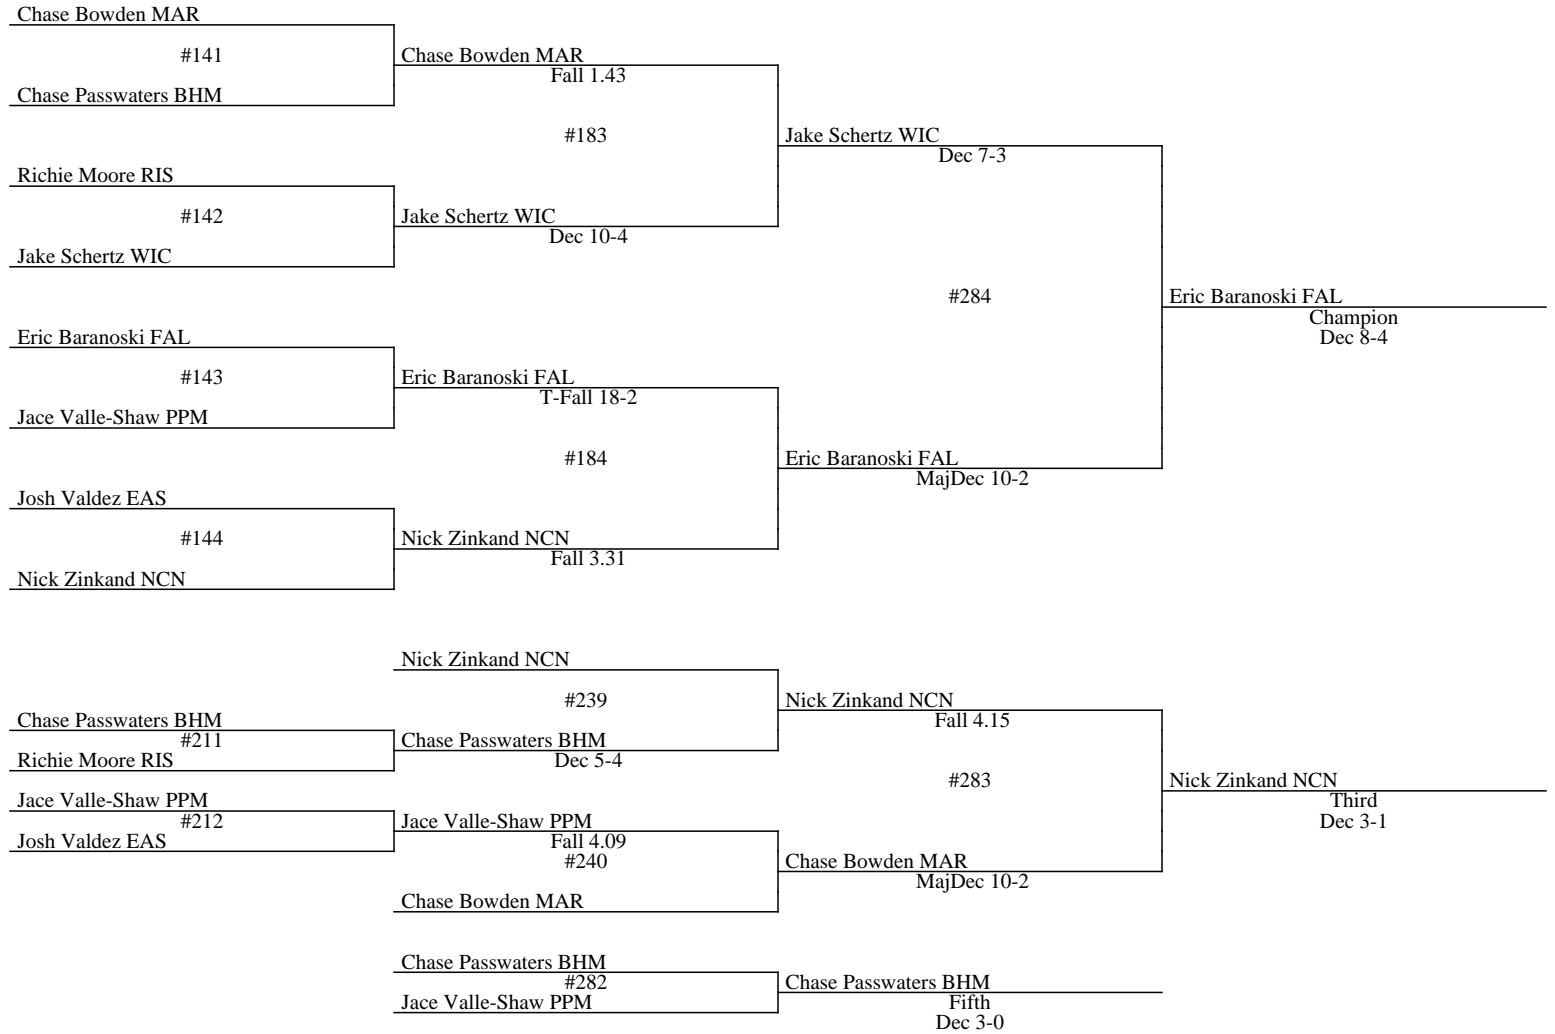 Chase Bowden MAR
#141
Chase Bowden MAR
Fall 1.43
Chase Passwaters BHM
#183
Jake Schertz WIC
Dec 7-3
Richie Moore RIS
#142
Jake Schertz WIC
Dec 10-4
Jake Schertz WIC
#284
Eric Baranoski FAL
Champion
Dec 8-4
Eric Baranoski FAL
#143
Eric Baranoski FAL
T-Fall 18-2
Jace Valle-Shaw PPM
#184
Eric Baranoski FAL
MajDec 10-2
Josh Valdez EAS
#144
Nick Zinkand NCN
Fall 3.31
Nick Zinkand NCN
Nick Zinkand NCN
#239
Nick Zinkand NCN
Fall 4.15
Chase Passwaters BHM
#211
Chase Passwaters BHM
Dec 5-4
Richie Moore RIS
#283
Nick Zinkand NCN
Third
Dec 3-1
Jace Valle-Shaw PPM
#212
Jace Valle-Shaw PPM
Fall 4.09
Josh Valdez EAS
#240
Chase Bowden MAR
MajDec 10-2
Chase Bowden MAR
Chase Passwaters BHM
#282
Chase Passwaters BHM
Fifth
Dec 3-0
Jace Valle-Shaw PPM